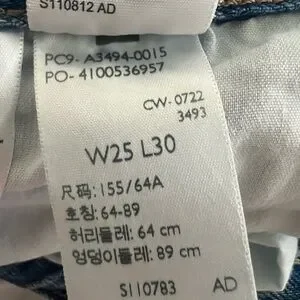 S110812 AD
PC9- A3494-0015
PO- 4100536957
CW-0722
3493
W25 L30
尺码: 155/64A
호칭: 64-89
허리둘레: 64 cm
엉덩이둘레: 89 cm
S110783 AD